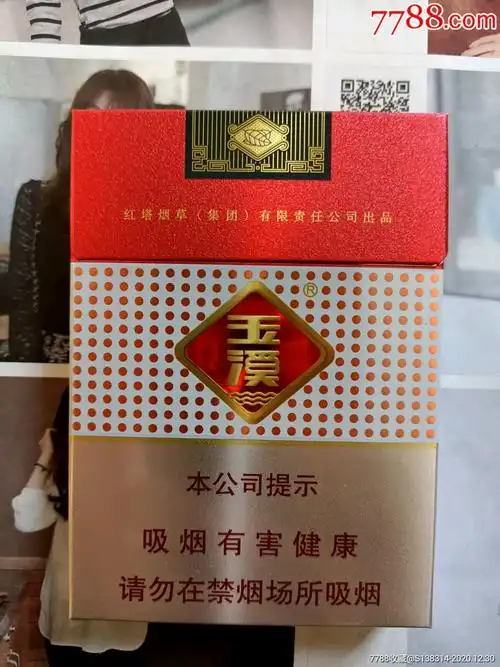 7788.com
红塔烟草（集团）有限责任公司出品
®
玉溪
本公司提示
吸烟有害健康
请勿在禁烟场所吸烟
7788收藏@S138314-2020.12.30